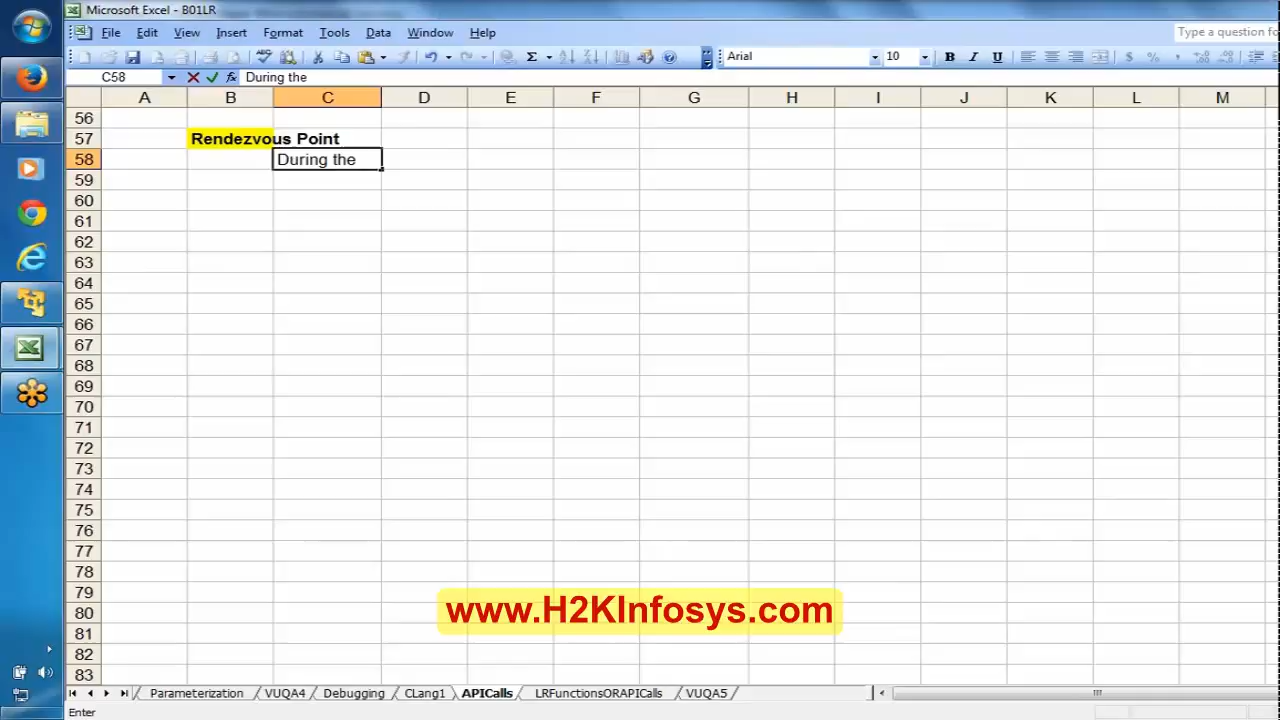 Microsoft Excel - B01LR
File Edit View Insert Format Tools Data Window Help
Type a question fo
Arial 10 B I U
C58 During the
A B C D E F G H I J K L M
56
57 Rendezvous Point
58 During the
59
60
61
62
63
64
65
66
67
68
69
70
71
72
73
74
75
76
77
78
79
80
www.H2KInfosys.com
81
82
83
Parameterization VUQA4 Debugging CLang1 APICalls LRFunctionsORAPICalls VUQA5
Enter